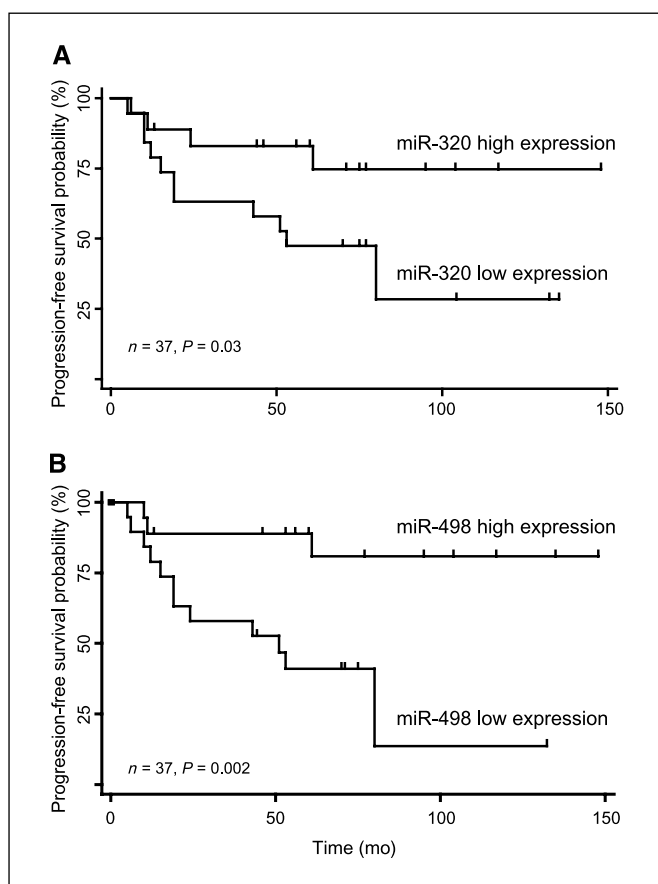 A
Progression-free survival probability (%)
100
75
50
25
miR-320 high expression
miR-320 low expression
n = 37, P = 0.03
0
50
100
150
B
Progression-free survival probability (%)
100
75
50
25
miR-498 high expression
miR-498 low expression
n = 37, P = 0.002
0
50
100
150
Time (mo)